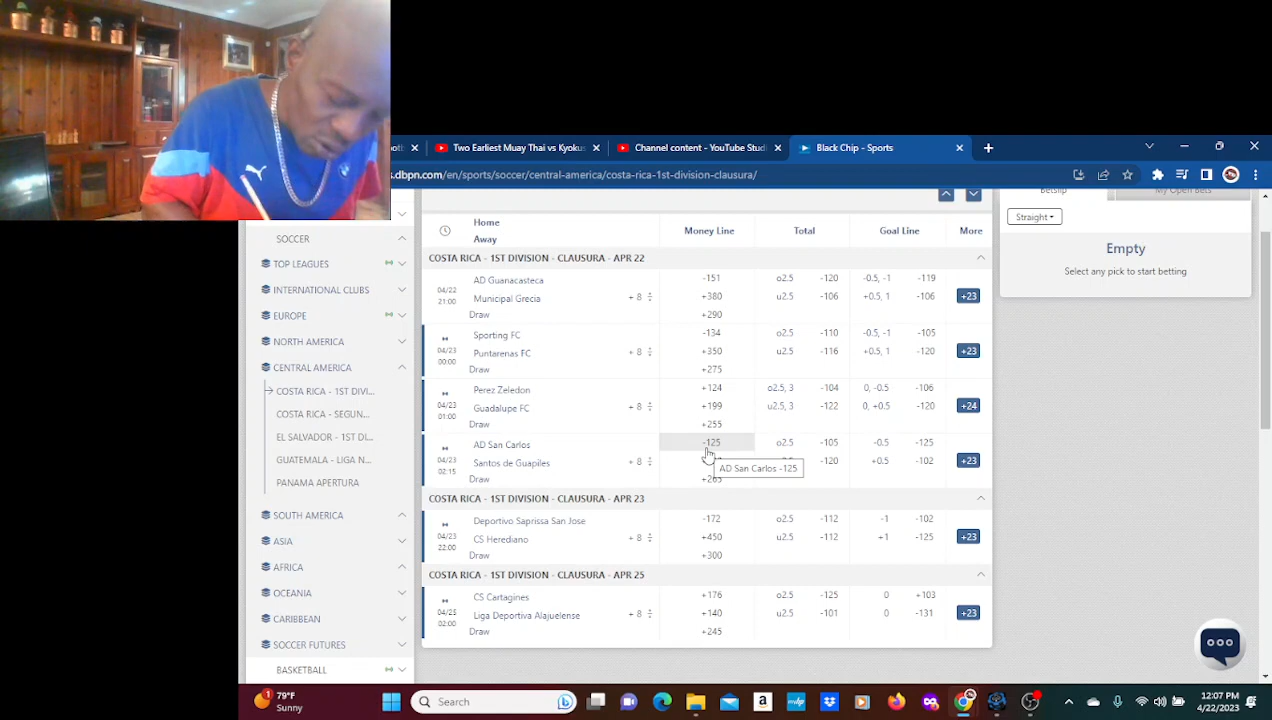 Two Earliest Muay Thai vs Kyokus
Channel content - YouTube Studi
Black Chip - Sports
s.dbpn.com/en/sports/soccer/central-america/costa-rica-1st-division-clausura/
Betslip
My Open Bets
Straight
Empty
Select any pick to start betting
SOCCER
TOP LEAGUES
INTERNATIONAL CLUBS
EUROPE
NORTH AMERICA
CENTRAL AMERICA
COSTA RICA - 1ST DIVI...
COSTA RICA - SEGUN...
EL SALVADOR - 1ST DI...
GUATEMALA - LIGA N...
PANAMA APERTURA
SOUTH AMERICA
ASIA
AFRICA
OCEANIA
CARIBBEAN
SOCCER FUTURES
BASKETBALL
Home
Away
Money Line
Total
Goal Line
More
COSTA RICA - 1ST DIVISION - CLAUSURA - APR 22
04/22
21:00
AD Guanacasteca -151 o2.5 -120 -0.5, -1 -119
Municipal Grecia + 8 +380 u2.5 -106 +0.5, 1 -106 +23
Draw +290
04/23
00:00
Sporting FC -134 o2.5 -110 -0.5, -1 -105
Puntarenas FC + 8 +350 u2.5 -116 +0.5, 1 -120 +23
Draw +275
04/23
01:00
Perez Zeledon +124 o2.5, 3 -104 0, -0.5 -106
Guadalupe FC + 8 +199 u2.5, 3 -122 0, +0.5 -120 +24
Draw +255
04/23
02:15
AD San Carlos -125 o2.5 -105 -0.5 -125
Santos de Guapiles + 8 -120 +0.5 -102 +23
Draw +265
AD San Carlos -125
COSTA RICA - 1ST DIVISION - CLAUSURA - APR 23
04/23
22:00
Deportivo Saprissa San Jose -172 o2.5 -112 -1 -102
CS Herediano + 8 +450 u2.5 -112 +1 -125 +23
Draw +300
COSTA RICA - 1ST DIVISION - CLAUSURA - APR 25
04/25
02:00
CS Cartagines +176 o2.5 -125 0 +103
Liga Deportiva Alajuelense + 8 +140 u2.5 -101 0 -131 +23
Draw +245
79°F
Sunny
Search
12:07 PM
4/22/2023